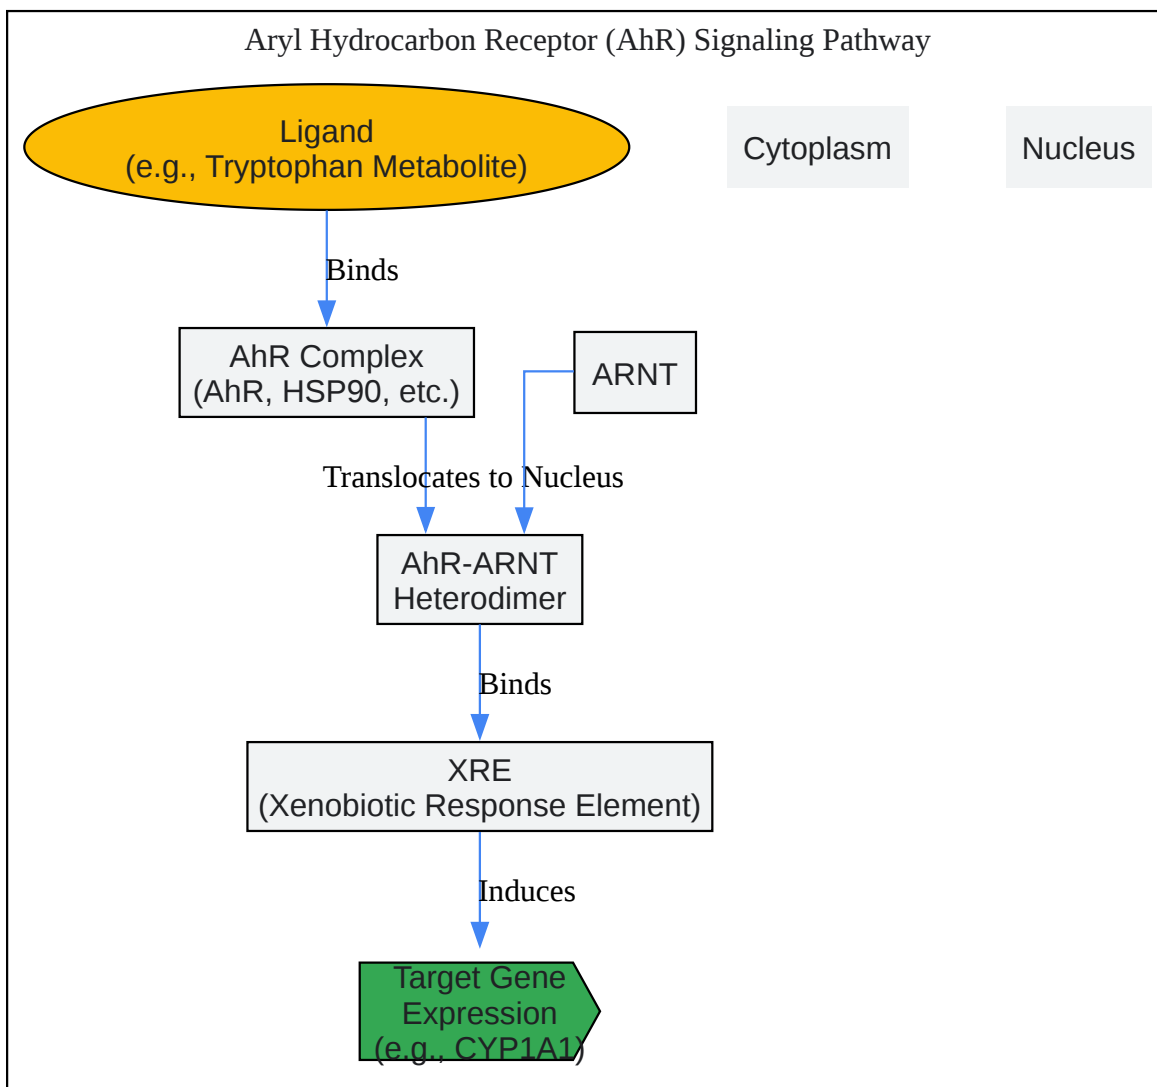 Aryl Hydrocarbon Receptor (AhR) Signaling Pathway
Ligand
(e.g., Tryptophan Metabolite)
Cytoplasm
Nucleus
Binds
AhR Complex
(AhR, HSP90, etc.)
ARNT
Translocates to Nucleus
AhR-ARNT
Heterodimer
Binds
XRE
(Xenobiotic Response Element)
Induces
Target Gene
Expression
(e.g., CYP1A1)